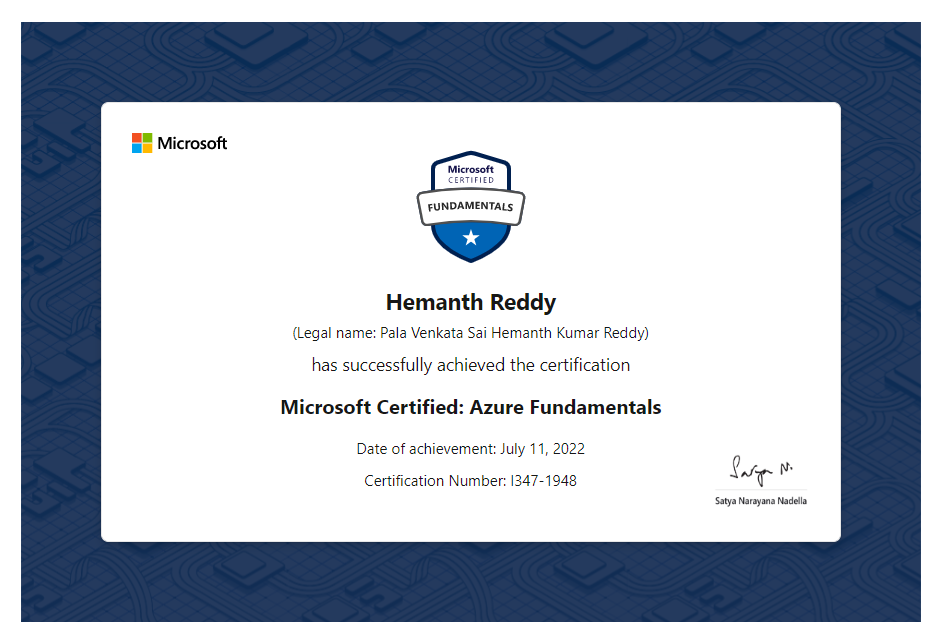 Microsoft
Microsoft
CERTIFIED
FUNDAMENTALS
Hemanth Reddy
(Legal name: Pala Venkata Sai Hemanth Kumar Reddy)
has successfully achieved the certification
Microsoft Certified: Azure Fundamentals
Date of achievement: July 11, 2022
Certification Number: I347-1948
Satya N.
Satya Narayana Nadella